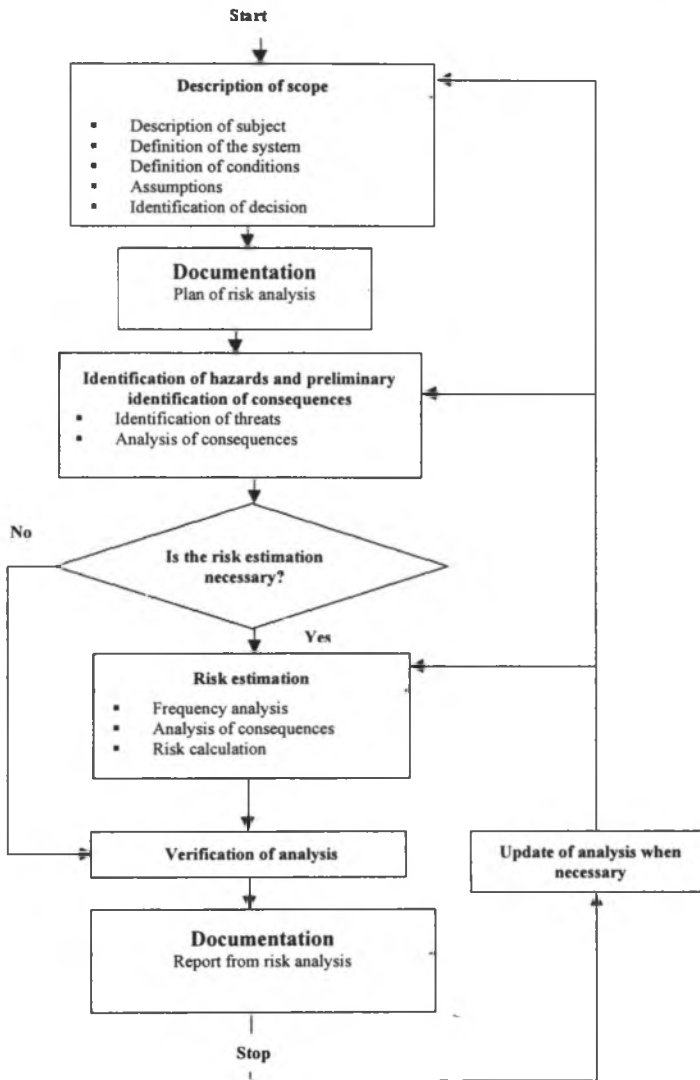 Start
Description of scope
▪ Description of subject
▪ Definition of the system
▪ Definition of conditions
▪ Assumptions
▪ Identification of decision
Documentation
Plan of risk analysis
Identification of hazards and preliminary
identification of consequences
▪ Identification of threats
▪ Analysis of consequences
No
Is the risk estimation
necessary?
Yes
Risk estimation
▪ Frequency analysis
▪ Analysis of consequences
▪ Risk calculation
Verification of analysis
Update of analysis when
necessary
Documentation
Report from risk analysis
Stop